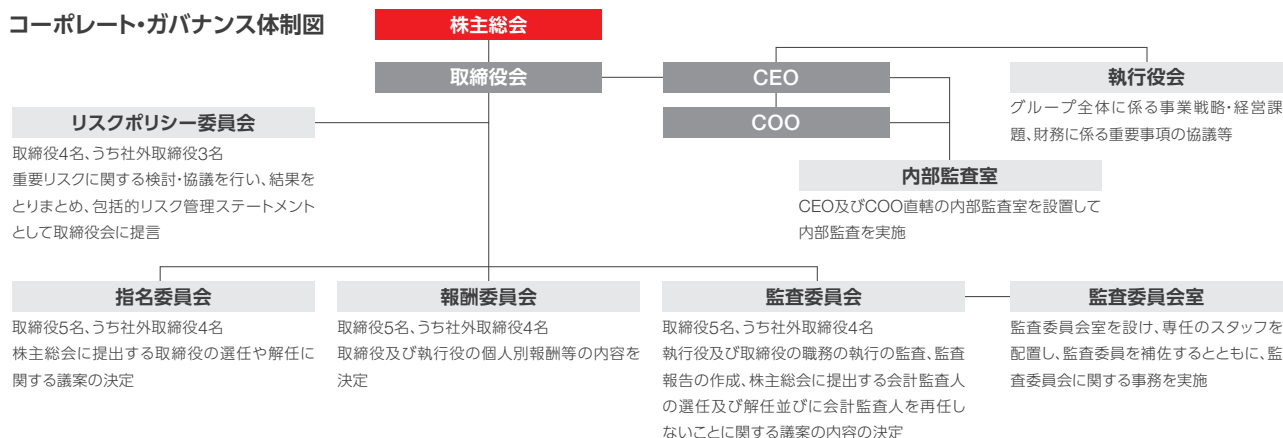 コーポレート・ガバナンス体制図
株主総会
取締役会
CEO
執行役会
グループ全体に係る事業戦略・経営課
題、財務に係る重要事項の協議等
リスクポリシー委員会
COO
取締役4名、うち社外取締役3名
重要リスクに関する検討・協議を行い、結果を
とりまとめ、包括的リスク管理ステートメント
として取締役会に提言
内部監査室
CEO及びCOO直轄の内部監査室を設置して
内部監査を実施
指名委員会
取締役5名、うち社外取締役4名
株主総会に提出する取締役の選任や解任に
関する議案の決定
報酬委員会
取締役5名、うち社外取締役4名
取締役及び執行役の個人別報酬等の内容を
決定
監査委員会
取締役5名、うち社外取締役4名
執行役及び取締役の職務の執行の監査、監査
報告の作成、株主総会に提出する会計監査人
の選任及び解任並びに会計監査人を再任し
ないことに関する議案の内容の決定
監査委員会室
監査委員会室を設け、専任のスタッフを
配置し、監査委員を補佐するとともに、監
査委員会に関する事務を実施